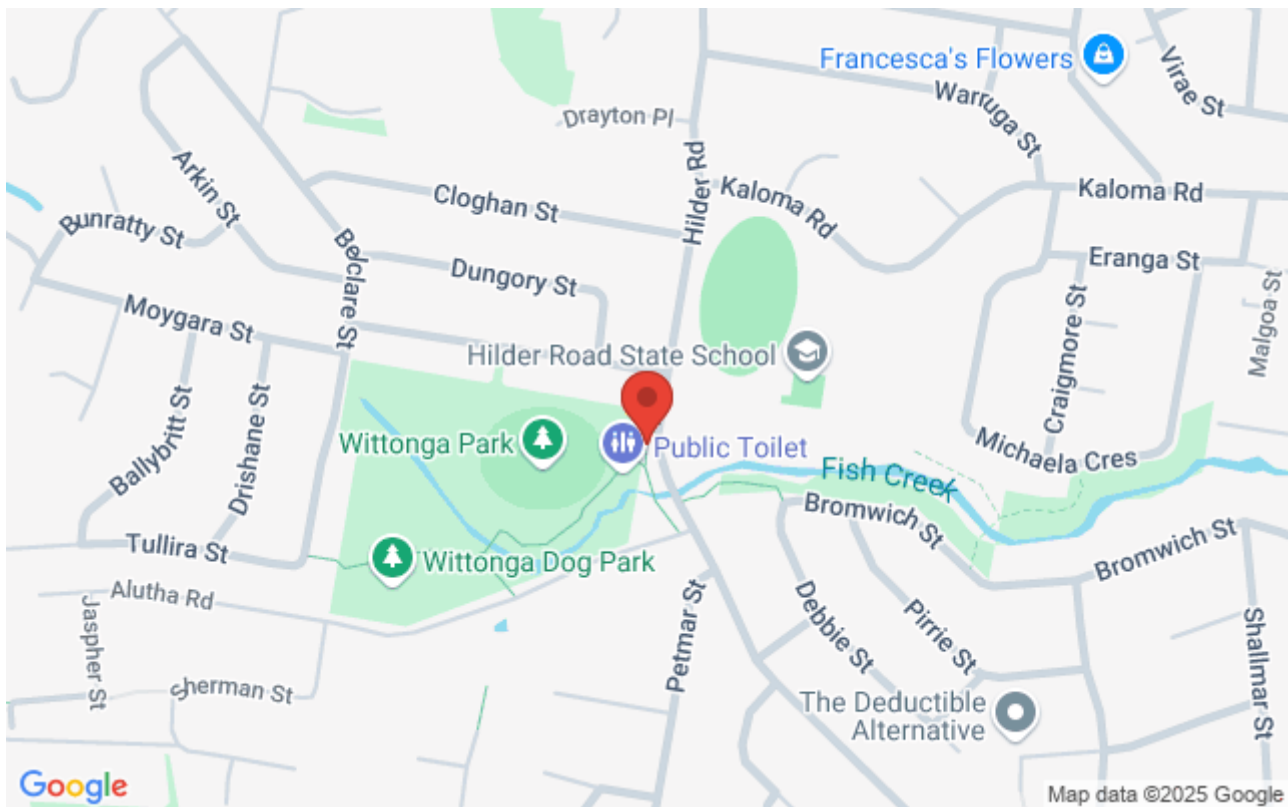 Francesca's Flowers
Virae St
Warruga St
Drayton Pl
Hilder Rd
Kaloma Rd
Kaloma Rd
Arkin St
Cloghan St
Bunratty St
Belclare St
Dungory St
Eranga St
Malgoa St
Moygara St
Craigmore St
Hilder Road State School
Ballybritt St
Drishane St
Wittonga Park
Public Toilet
Michaela Cres
Fish Creek
Bromwich St
Bromwich St
Tullira St
Wittonga Dog Park
Alutha Rd
Jaspher St
Petmar St
Debbie St
Pirrie St
Shallmar St
Sherman St
The Deductible
Alternative
Google
Map data ©2025 Google